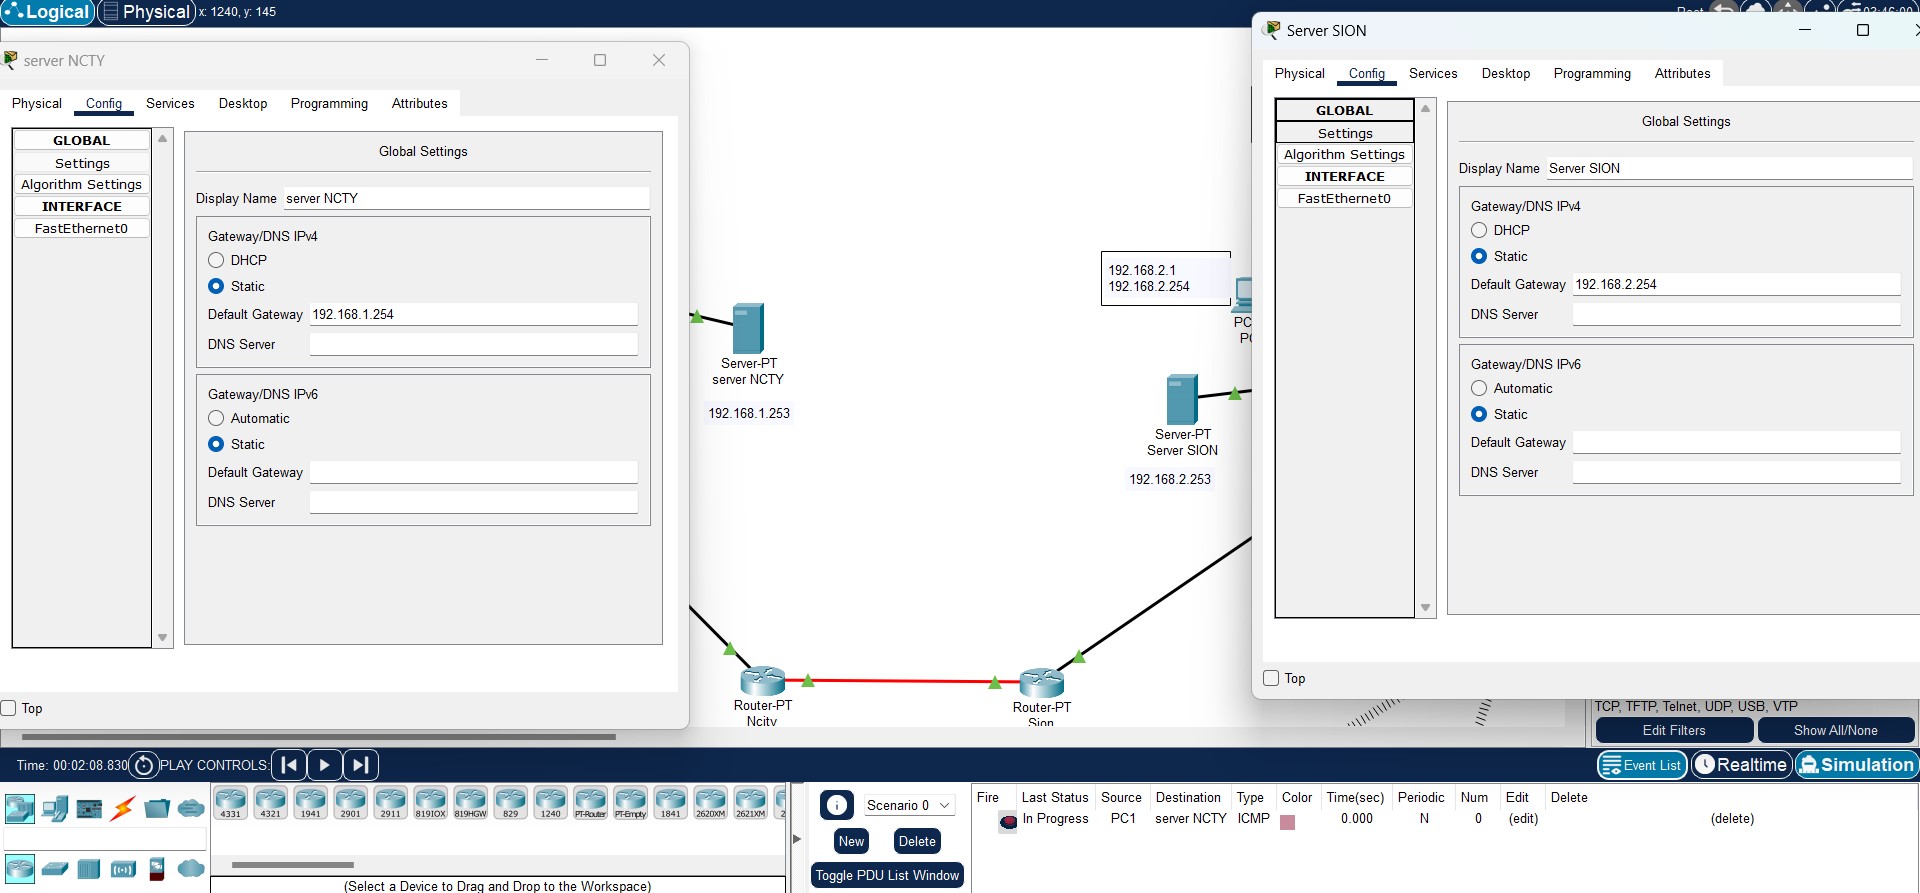 Logical
Physical
x: 1240, y: 145
server NCTY
Physical
Config
Services
Desktop
Programming
Attributes
GLOBAL
Settings
Algorithm Settings
INTERFACE
FastEthernet0
Global Settings
Display Name server NCTY
Gateway/DNS IPv4
DHCP
Static
Default Gateway 192.168.1.254
DNS Server
Gateway/DNS IPv6
Automatic
Static
Default Gateway
DNS Server
Top
Server-PT
server NCTY
192.168.1.253
192.168.2.1
192.168.2.254
Server-PT
Server SION
192.168.2.253
Router-PT
Ncity
Router-PT
Sion
Server SION
Physical
Config
Services
Desktop
Programming
Attributes
GLOBAL
Settings
Algorithm Settings
INTERFACE
FastEthernet0
Global Settings
Display Name Server SION
Gateway/DNS IPv4
DHCP
Static
Default Gateway 192.168.2.254
DNS Server
Gateway/DNS IPv6
Automatic
Static
Default Gateway
DNS Server
Top
TCP, TFTP, Telnet, UDP, USB, VTP
Edit Filters
Show All/None
Time: 00:02:08.830
PLAY CONTROLS:
Event List
Realtime
Simulation
4331
4321
1941
2901
2911
819IOX
819HGW
829
1240
PT-Router
PT-Empty
1841
2620XM
2621XM
(Select a Device to Drag and Drop to the Workspace)
Scenario 0
New
Delete
Toggle PDU List Window
Fire Last Status Source Destination Type Color Time(sec) Periodic Num Edit Delete
In Progress PC1 server NCTY ICMP 0.000 N 0 (edit) (delete)